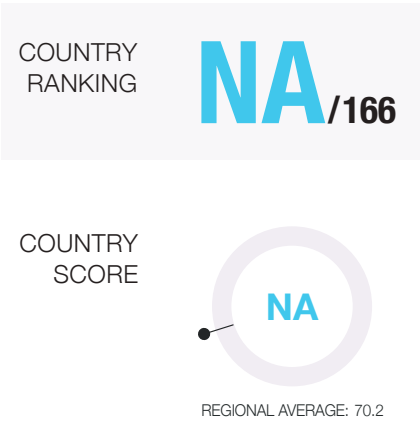 COUNTRY
RANKING
NA/166
COUNTRY
SCORE
NA
REGIONAL AVERAGE: 70.2